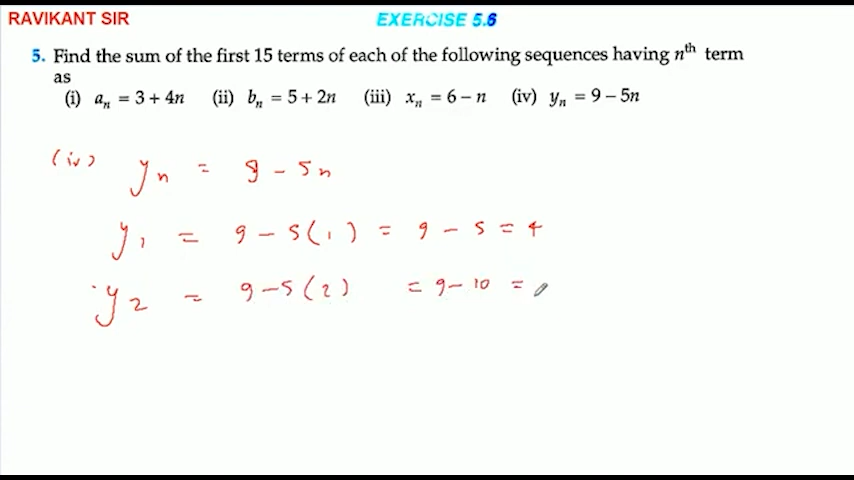 RAVIKANT SIR
EXERCISE 5.6
5. Find the sum of the first 15 terms of each of the following sequences having nᵗʰ term
as
(i) aₙ = 3 + 4n (ii) bₙ = 5 + 2n (iii) xₙ = 6 – n (iv) yₙ = 9 – 5n
(iv) yₙ = 9 – 5n
y₁ = 9 – 5(1) = 9 – 5 = 4
y₂ = 9 – 5(2) = 9 – 10 =